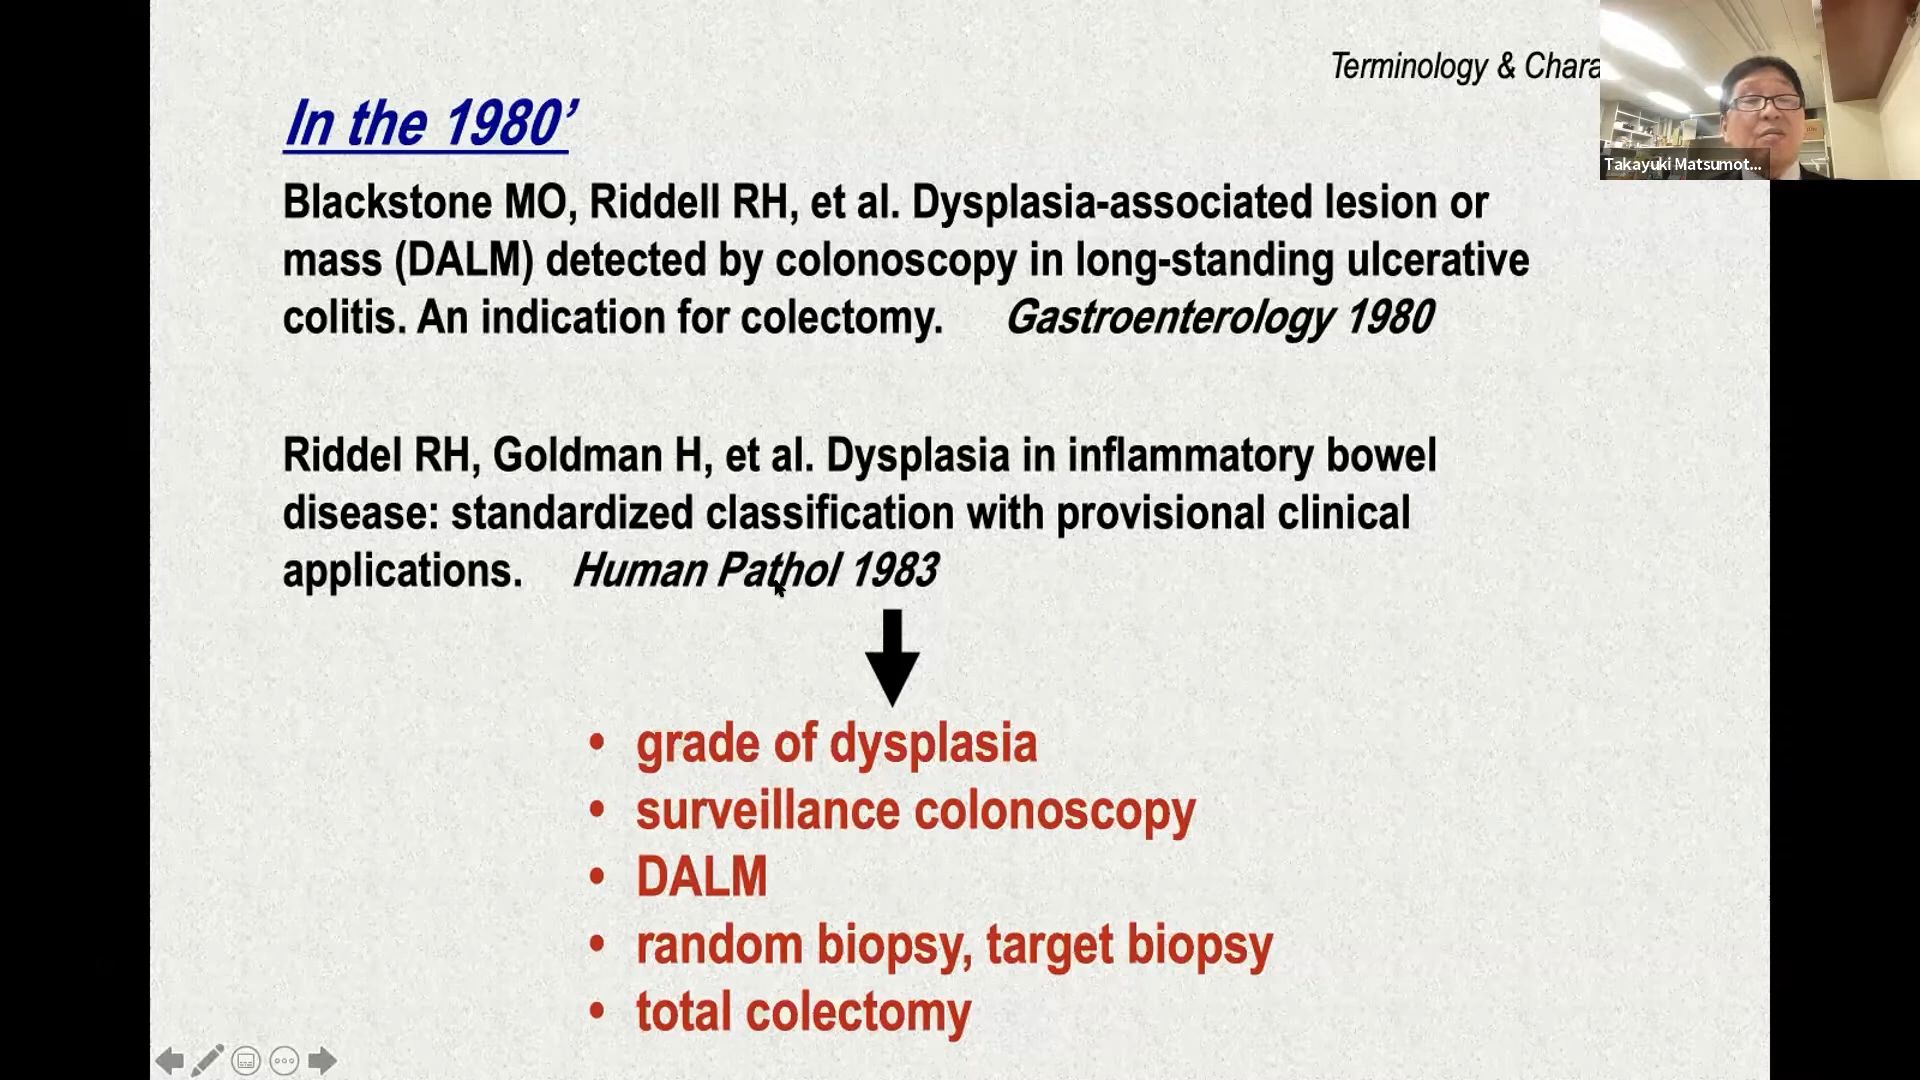 Terminology & Chara
In the 1980’
Blackstone MO, Riddell RH, et al. Dysplasia-associated lesion or
mass (DALM) detected by colonoscopy in long-standing ulcerative
colitis. An indication for colectomy. Gastroenterology 1980
Riddel RH, Goldman H, et al. Dysplasia in inflammatory bowel
disease: standardized classification with provisional clinical
applications. Human Pathol 1983
• grade of dysplasia
• surveillance colonoscopy
• DALM
• random biopsy, target biopsy
• total colectomy
Takayuki Matsumot...